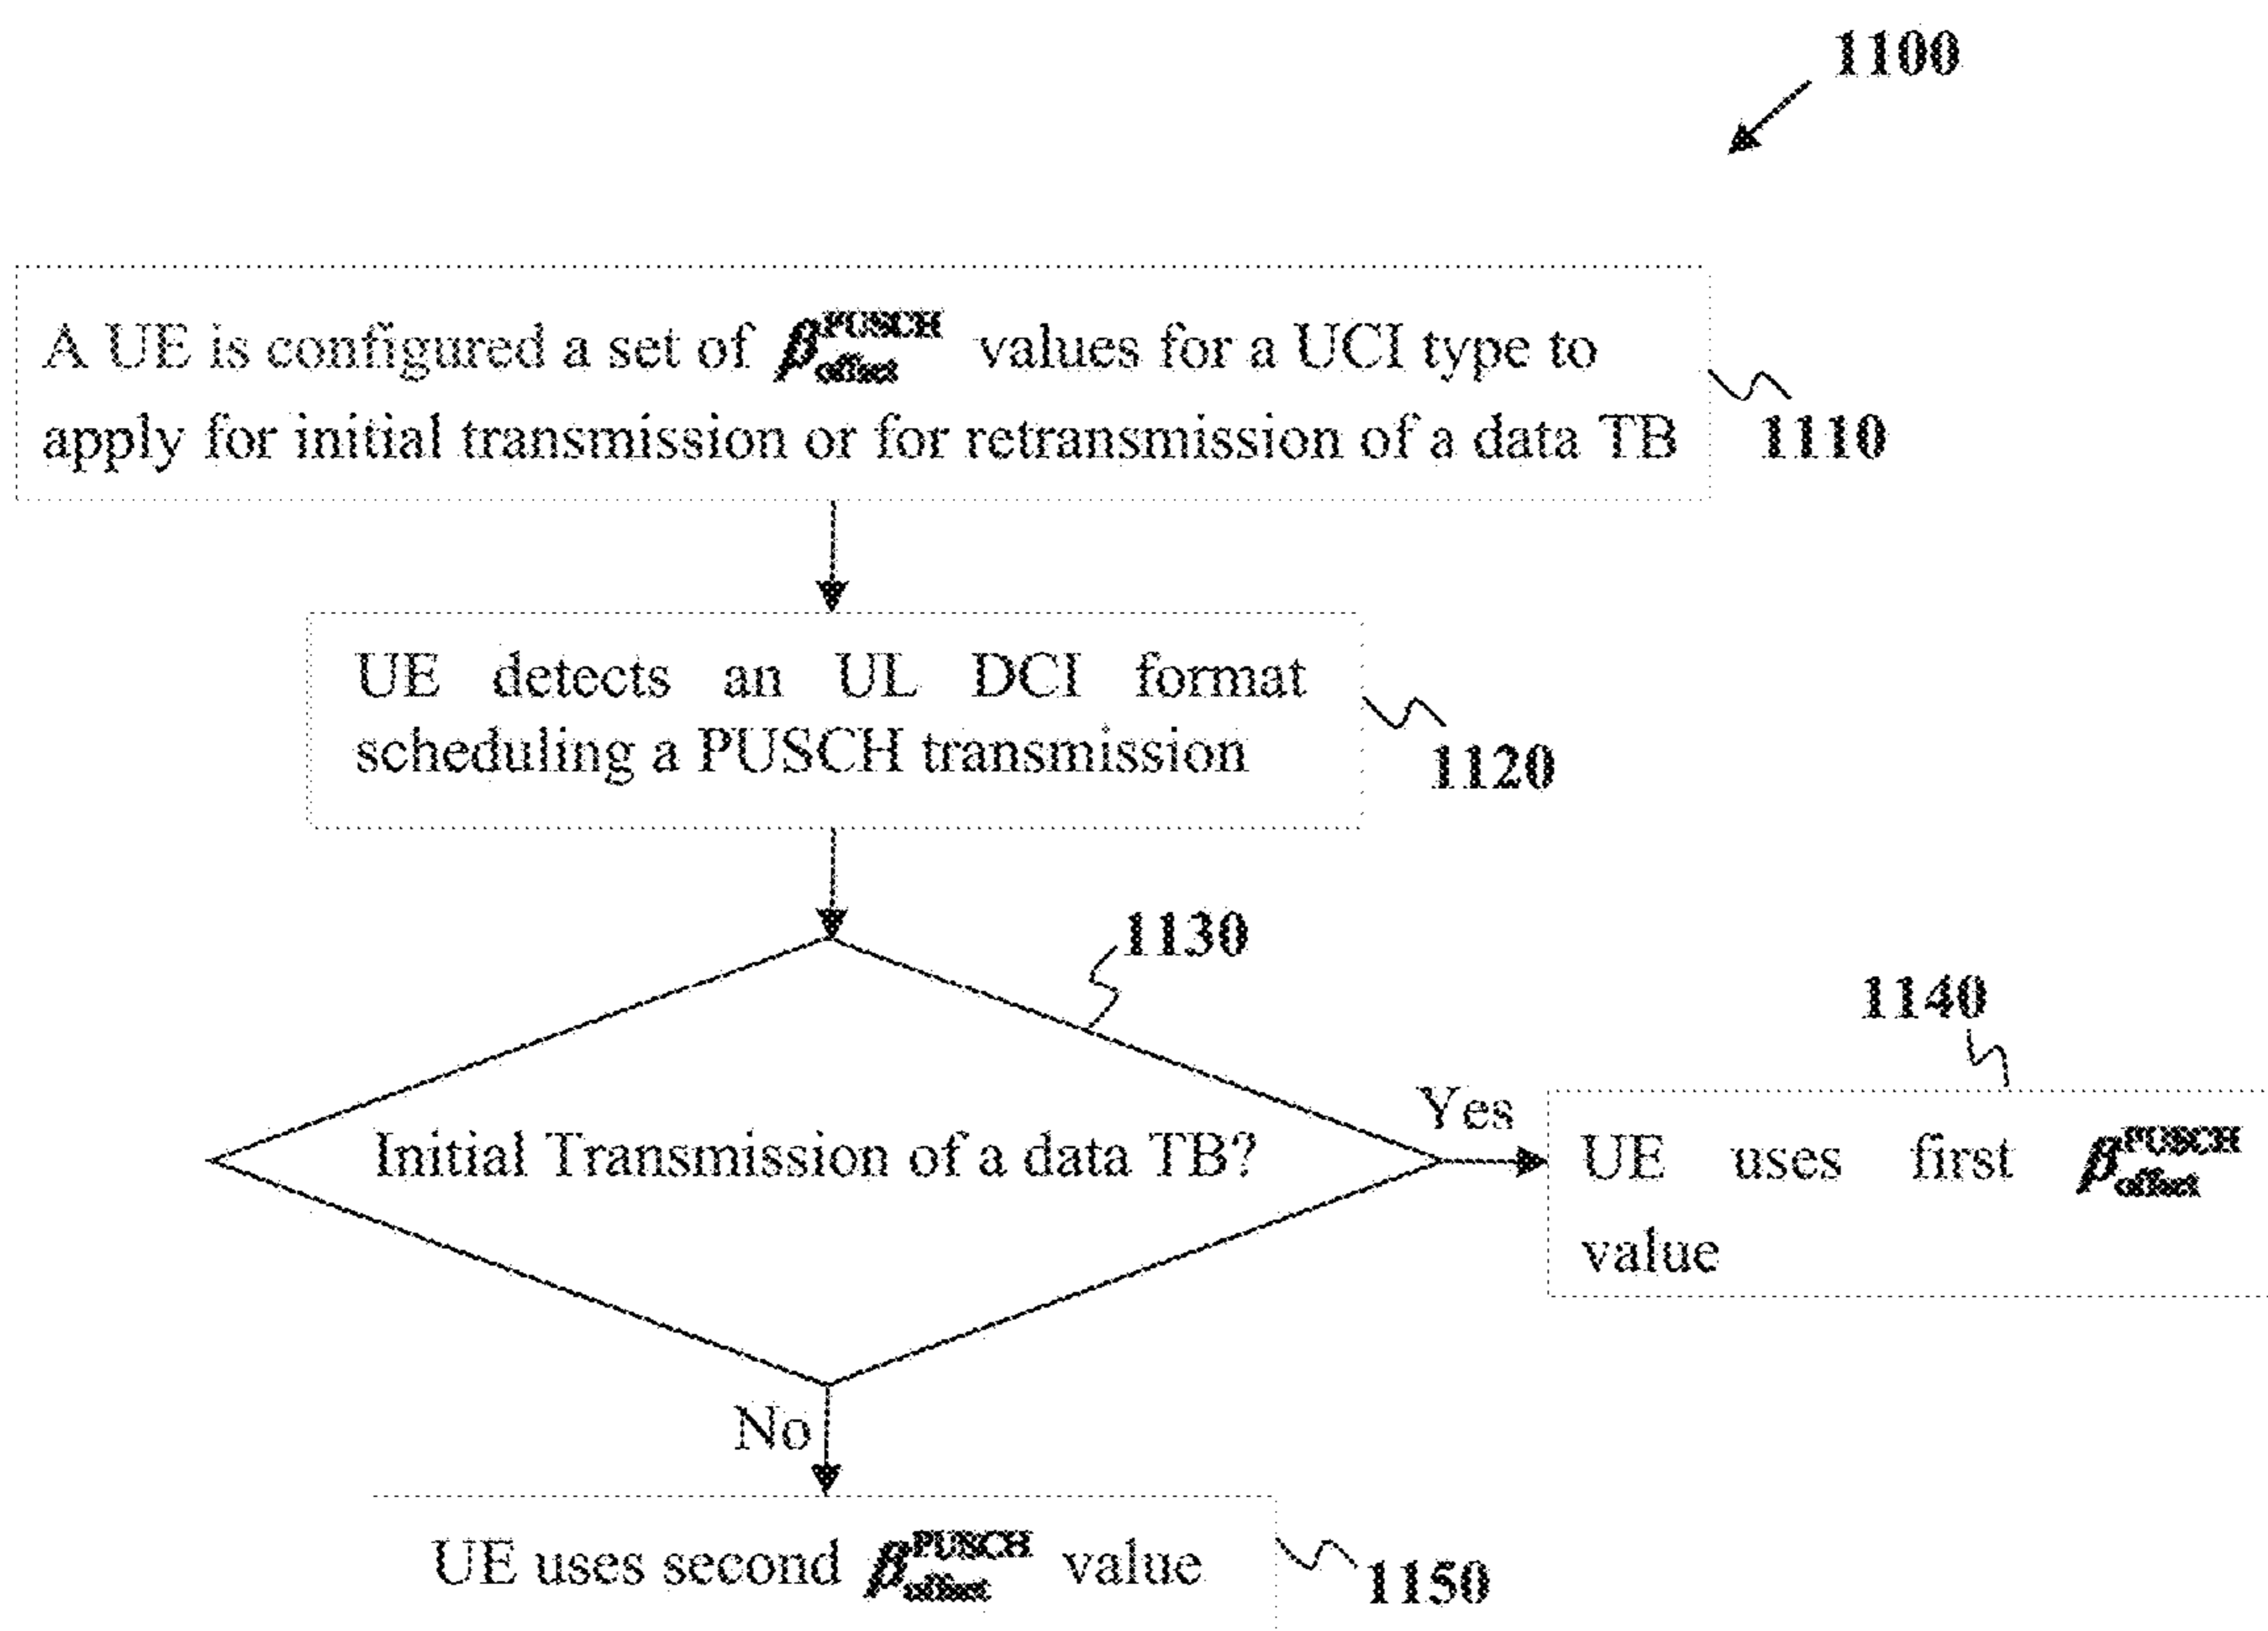 1100
A UE is configured a set of β_offset^PUSCH values for a UCI type to
apply for initial transmission or for retransmission of a data TB
1110
UE detects an UL DCI format
scheduling a PUSCH transmission
1120
1130
Initial Transmission of a data TB?
Yes
1140
UE uses first β_offset^PUSCH
value
No
UE uses second β_offset^PUSCH value
1150